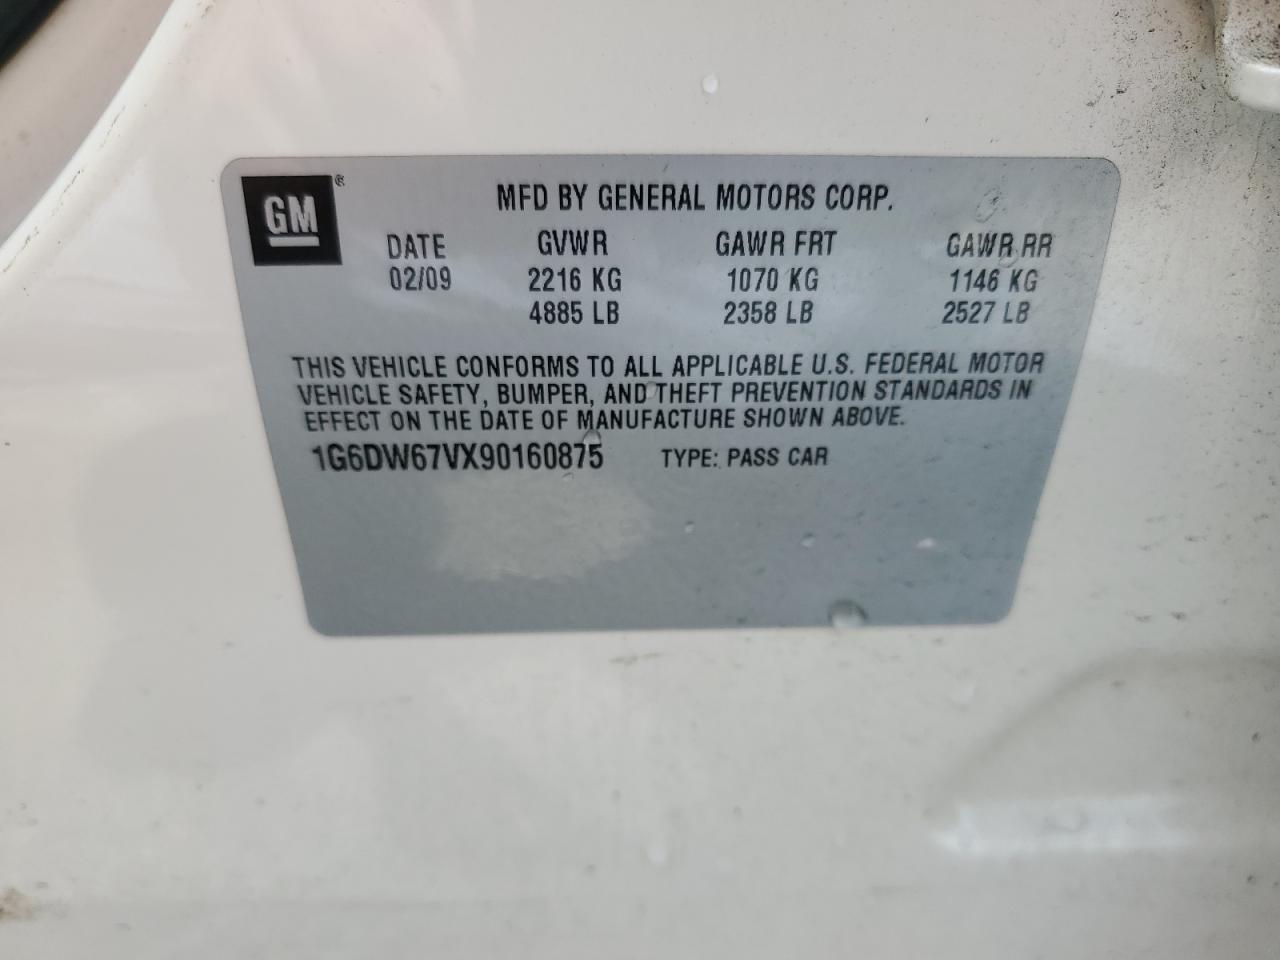 GM®
MFD BY GENERAL MOTORS CORP.
DATE GVWR GAWR FRT GAWR RR
02/09 2216 KG 1070 KG 1146 KG
4885 LB 2358 LB 2527 LB
THIS VEHICLE CONFORMS TO ALL APPLICABLE U.S. FEDERAL MOTOR
VEHICLE SAFETY, BUMPER, AND THEFT PREVENTION STANDARDS IN
EFFECT ON THE DATE OF MANUFACTURE SHOWN ABOVE.
1G6DW67VX90160875 TYPE: PASS CAR